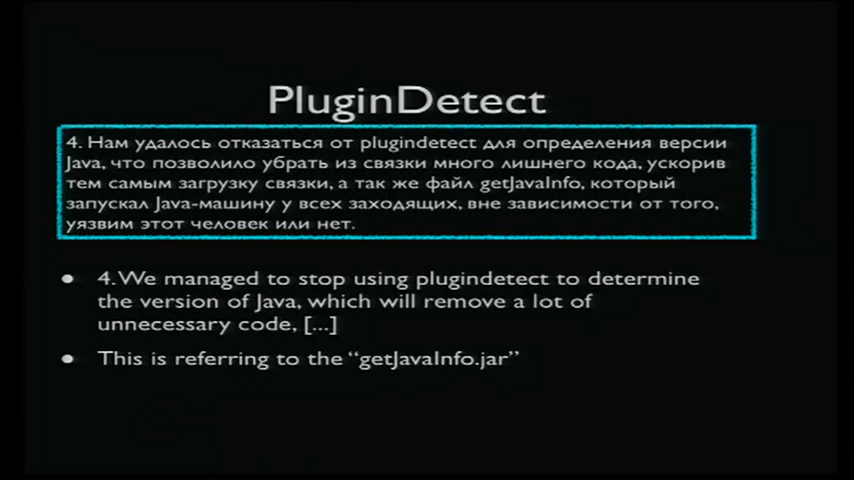 PluginDetect
4. Нам удалось отказаться от plugindetect для определения версии
Java, что позволило убрать из связки много лишнего кода, ускорив
тем самым загрузку связки, а так же файл getJavaInfo, который
запускал Java-машину у всех заходящих, вне зависимости от того,
уязвим этот человек или нет.
● 4. We managed to stop using plugindetect to determine
the version of Java, which will remove a lot of
unnecessary code, [...]
● This is referring to the “getJavaInfo.jar”